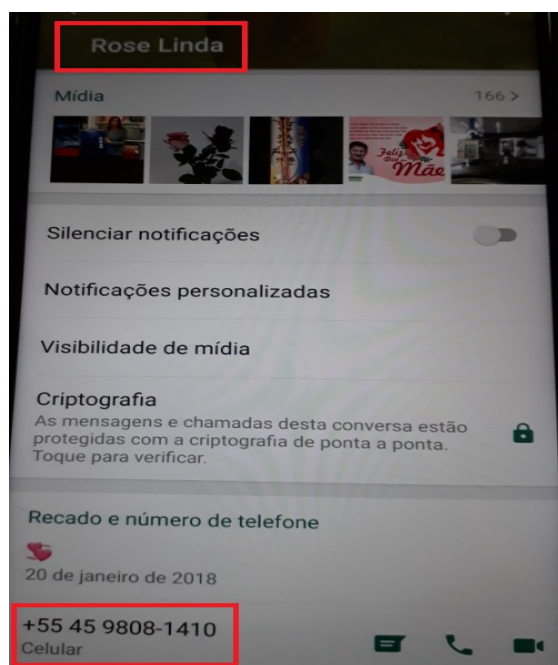 Rose Linda
Mídia
166 >
Feliz
Dia
Mãe
Silenciar notificações
Notificações personalizadas
Visibilidade de mídia
Criptografia
As mensagens e chamadas desta conversa estão
protegidas com a criptografia de ponta a ponta.
Toque para verificar.
Recado e número de telefone
20 de janeiro de 2018
+55 45 9808-1410
Celular